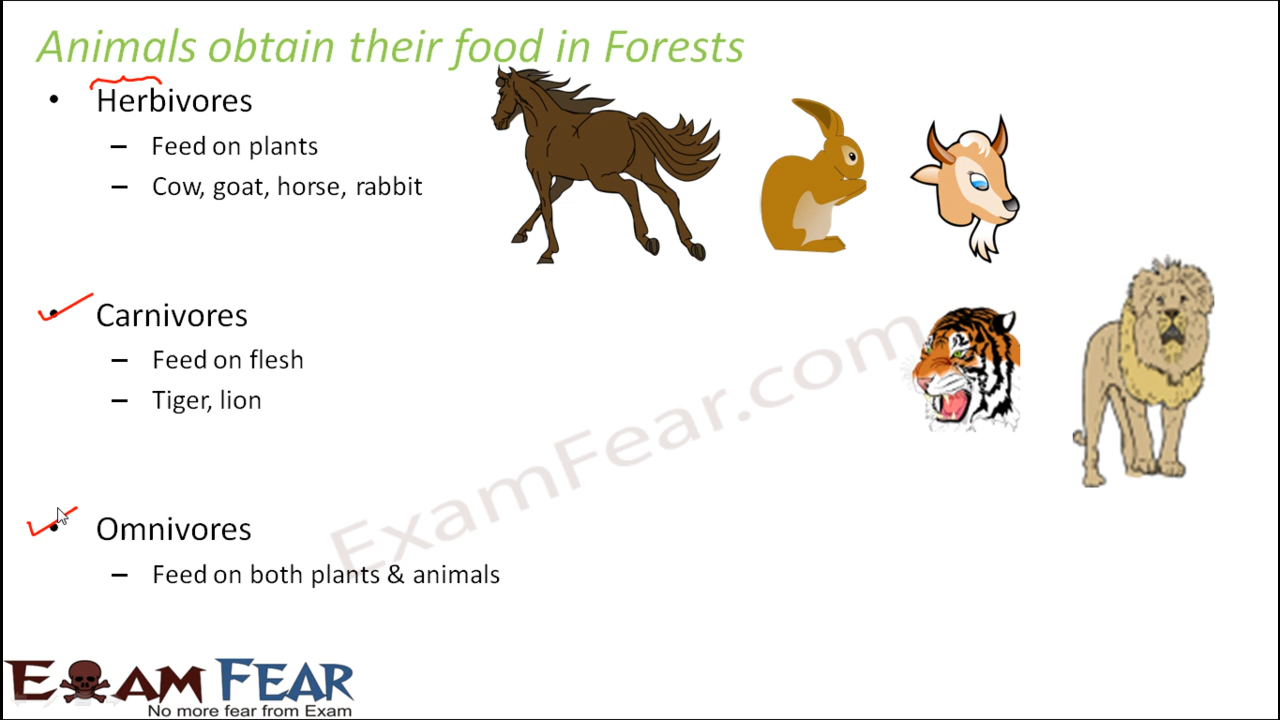 Animals obtain their food in Forests
• Herbivores
– Feed on plants
– Cow, goat, horse, rabbit
• Carnivores
– Feed on flesh
– Tiger, lion
• Omnivores
– Feed on both plants & animals
ExamFear.com
EXAM FEAR
No more fear from Exam